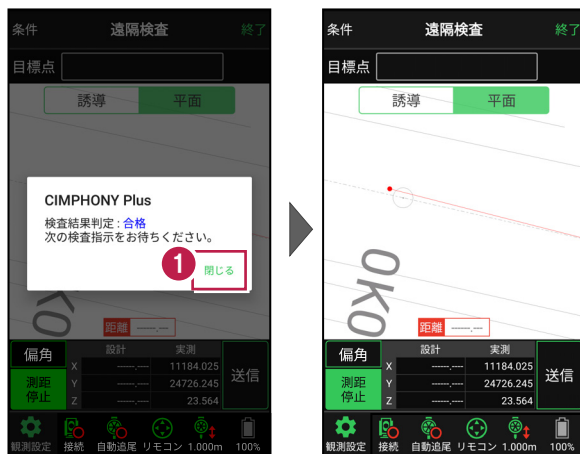 条件 遠隔検査 終了
目標点
誘導 平面
CIMPHONY Plus
検査結果判定 : 合格
次の検査指示をお待ちください。
1
閉じる
OKO
距離 -----.---
偏角 設計 実測
X -----.--- 11184.025
測距停止 Y -----.--- 24726.245 送信
Z -----.--- 23.564
観測設定 接続 自動追尾 リモコン 1.000m 100%
条件 遠隔検査 終了
目標点
誘導 平面
OKO
距離 -----.---
偏角 設計 実測
X -----.--- 11184.025
測距停止 Y -----.--- 24726.245 送信
Z -----.--- 23.564
観測設定 接続 自動追尾 リモコン 1.000m 100%